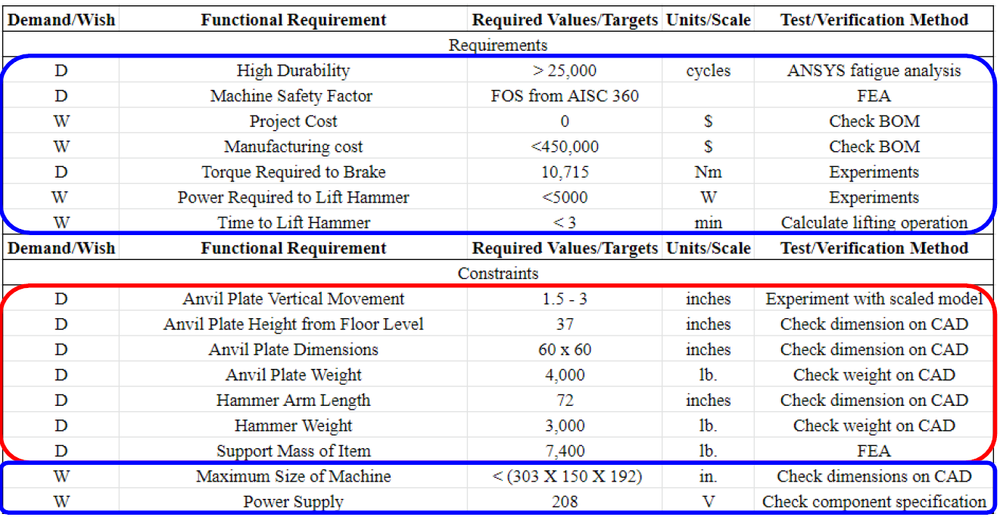 Demand/Wish Functional Requirement Required Values/Targets Units/Scale Test/Verification Method
Requirements
D High Durability > 25,000 cycles ANSYS fatigue analysis
D Machine Safety Factor FOS from AISC 360 FEA
W Project Cost 0 $ Check BOM
W Manufacturing cost <450,000 $ Check BOM
D Torque Required to Brake 10,715 Nm Experiments
W Power Required to Lift Hammer <5000 W Experiments
W Time to Lift Hammer < 3 min Calculate lifting operation
Demand/Wish Functional Requirement Required Values/Targets Units/Scale Test/Verification Method
Constraints
D Anvil Plate Vertical Movement 1.5 - 3 inches Experiment with scaled model
D Anvil Plate Height from Floor Level 37 inches Check dimension on CAD
D Anvil Plate Dimensions 60 x 60 inches Check dimension on CAD
D Anvil Plate Weight 4,000 lb. Check weight on CAD
D Hammer Arm Length 72 inches Check dimension on CAD
D Hammer Weight 3,000 lb. Check weight on CAD
D Support Mass of Item 7,400 lb. FEA
W Maximum Size of Machine < (303 X 150 X 192) in. Check dimensions on CAD
W Power Supply 208 V Check component specification